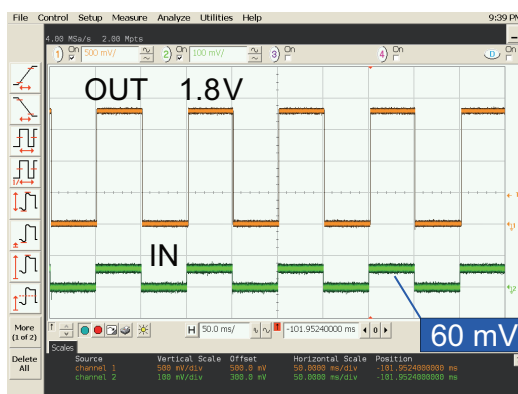 File Control Setup Measure Analyze Utilities Help 9:39 PM
4.00 MSa/s 2.00 Mpts
1) On 500 mV/ 2) On 100 mV/ 3) On 4) On On
OUT 1.8V
IN
60 mV
More
(1 of 2)
H 50.0 ms/ T -101.95240000 ms 0
Delete
All
Scales
Source Vertical Scale Offset Horizontal Scale Position
channel 1 500 mV/div 500.0 mV 50.0000 ms/div -101.9524000000 ms
channel 2 100 mV/div 300.0 mV 50.0000 ms/div -101.9524000000 ms